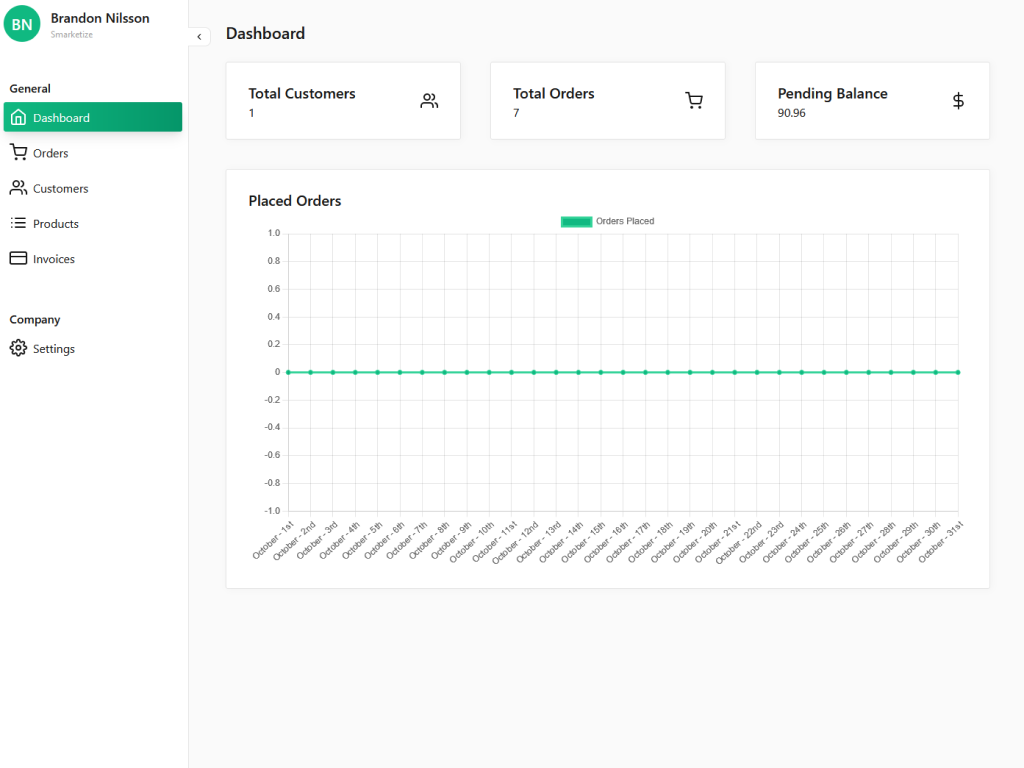 BN
Brandon Nilsson
Smarketize
General
Dashboard
Orders
Customers
Products
Invoices
Company
Settings
Dashboard
Total Customers
1
Total Orders
7
Pending Balance
90.96
$
Placed Orders
Orders Placed
1.0
0.8
0.6
0.4
0.2
0
-0.2
-0.4
-0.6
-0.8
-1.0
October - 1st
October - 2nd
October - 3rd
October - 4th
October - 5th
October - 6th
October - 7th
October - 8th
October - 9th
October - 10th
October - 11st
October - 12nd
October - 13rd
October - 14th
October - 15th
October - 16th
October - 17th
October - 18th
October - 19th
October - 20th
October - 21st
October - 22nd
October - 23rd
October - 24th
October - 25th
October - 26th
October - 27th
October - 28th
October - 29th
October - 30th
October - 31st